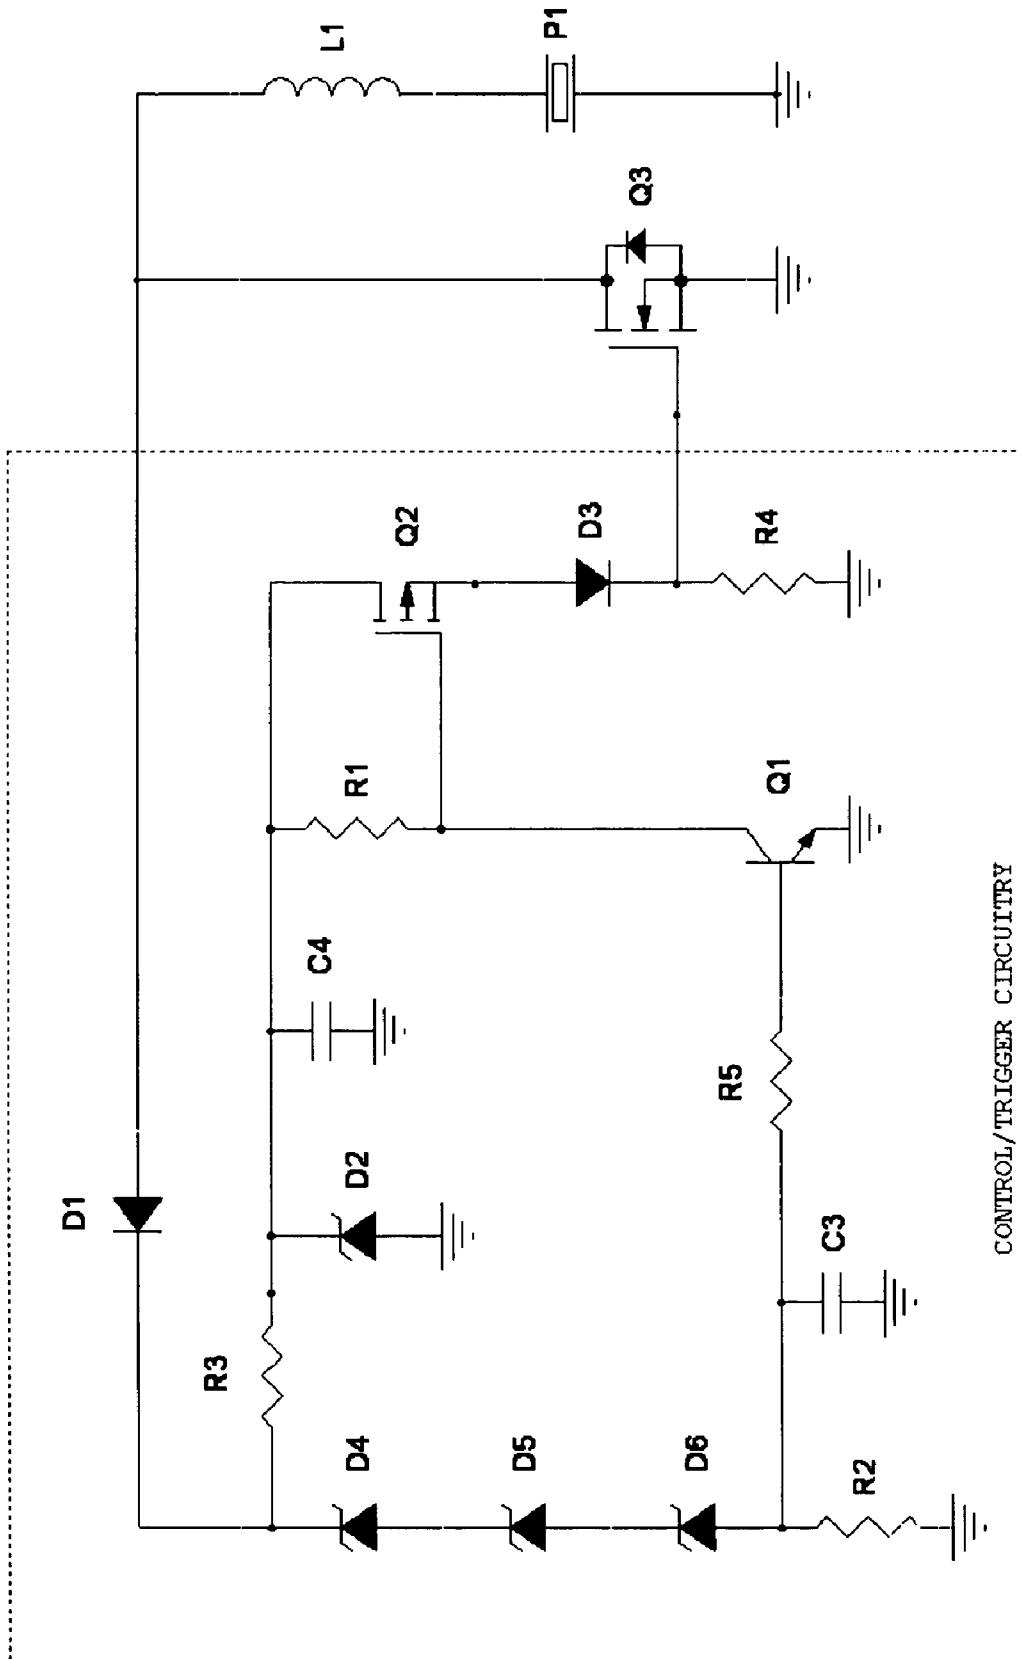 D1
R3
D4
D5
D6
R2
D2
C3
C4
R5
R1
Q1
Q2
D3
R4
Q3
L1
P1
CONTROL/TRIGGER CIRCUITRY